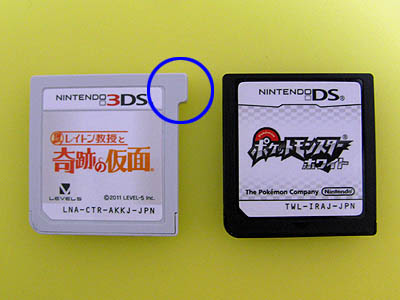 NINTENDO 3DS
レイトン教授と
奇跡の仮面
LEVEL5
©2011 LEVEL-5 Inc.
LNA-CTR-AKKJ-JPN
NINTENDO DS
ポケットモンスター
ホワイト
The Pokémon Company Nintendo
TWL-IRAJ-JPN